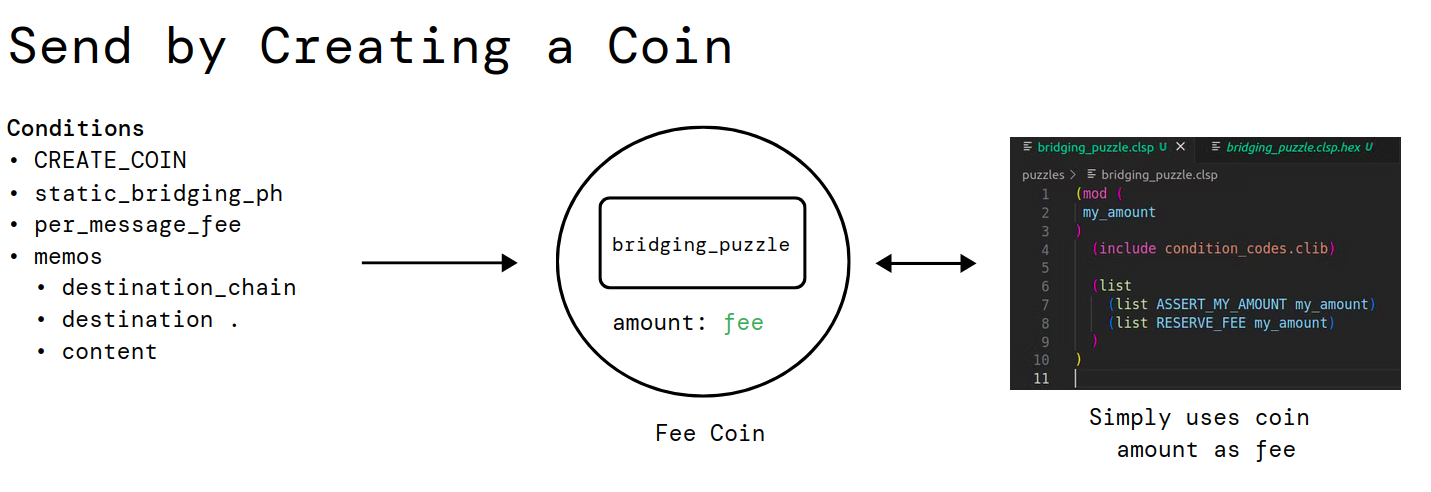 Send by Creating a Coin
Conditions
• CREATE_COIN
• static_bridging_ph
• per_message_fee
• memos
• destination_chain
• destination .
• content
bridging_puzzle
amount: fee
Fee Coin
bridging_puzzle.clsp U ×
bridging_puzzle.clsp.hex U
puzzles > bridging_puzzle.clsp
1 (mod (
2 my_amount
3 )
4 (include condition_codes.clib)
5
6 (list
7 (list ASSERT_MY_AMOUNT my_amount)
8 (list RESERVE_FEE my_amount)
9 )
10 )
11
Simply uses coin
amount as fee